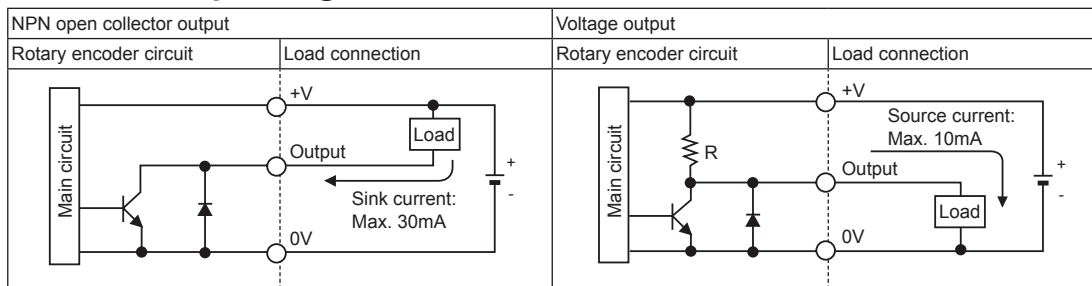 NPN open collector output
Rotary encoder circuit
Load connection
Main circuit
+V
Load
Output
Sink current:
Max. 30mA
0V
+
-
Voltage output
Rotary encoder circuit
Load connection
Main circuit
+V
R
Source current:
Max. 10mA
Output
Load
0V
+
-